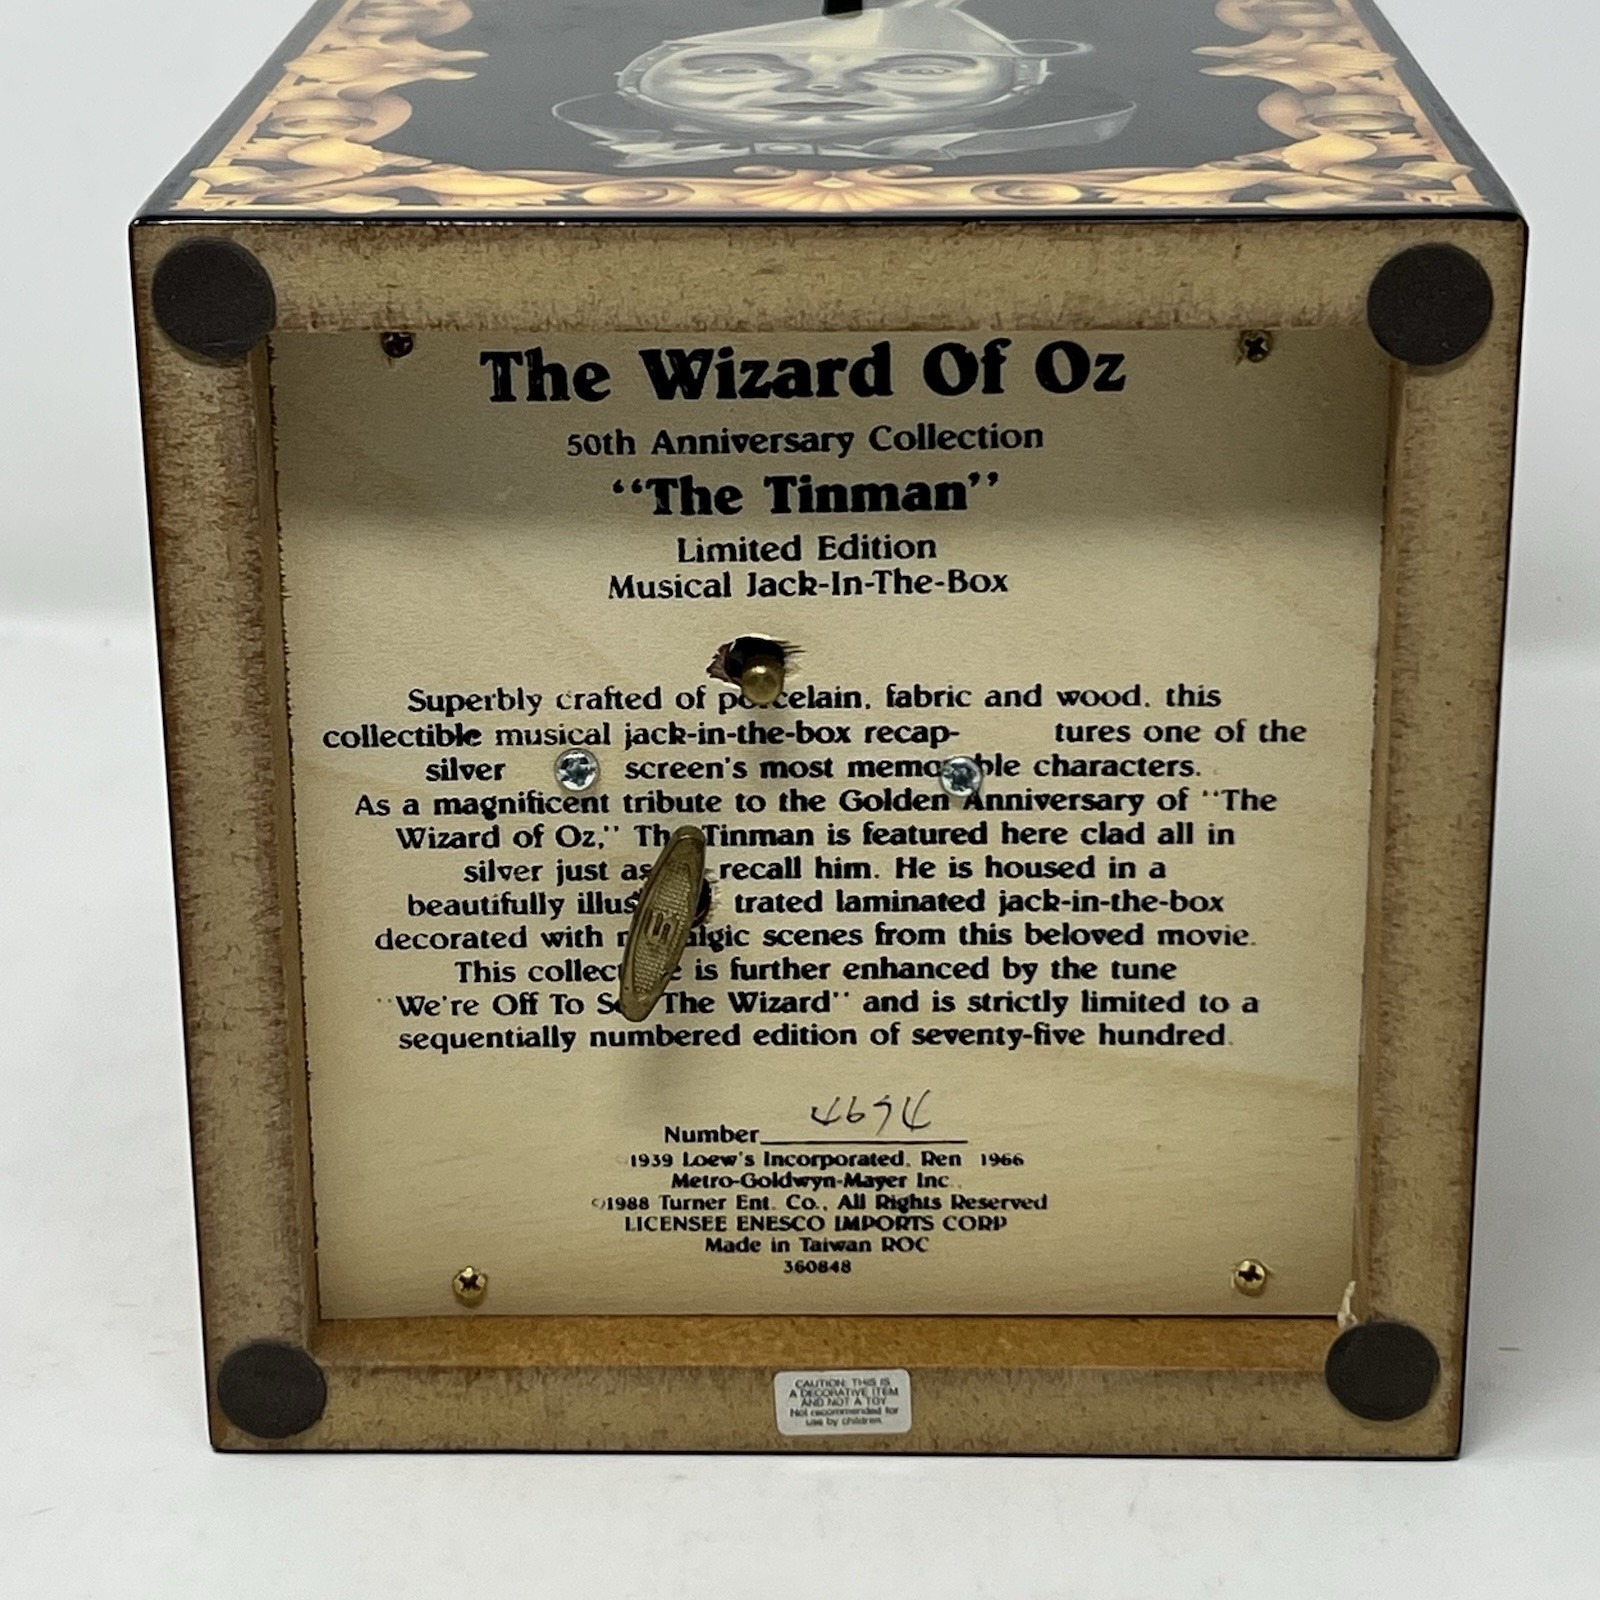 The Wizard Of Oz
50th Anniversary Collection
“The Tinman”
Limited Edition
Musical Jack-In-The-Box
Superbly crafted of porcelain, fabric and wood, this
collectible musical jack-in-the-box recap- tures one of the
silver screen's most memorable characters.
As a magnificent tribute to the Golden Anniversary of “The
Wizard of Oz,” The Tinman is featured here clad all in
silver just as recall him. He is housed in a
beautifully illus trated laminated jack-in-the-box
decorated with nostalgic scenes from this beloved movie.
This collectible is further enhanced by the tune
“We're Off To See The Wizard” and is strictly limited to a
sequentially numbered edition of seventy-five hundred.
Number 4694
©1939 Loew's Incorporated, Ren 1966
Metro-Goldwyn-Mayer Inc.
©1988 Turner Ent. Co., All Rights Reserved
LICENSEE ENESCO IMPORTS CORP
Made in Taiwan ROC
360848
CAUTION: THIS IS
A DECORATIVE ITEM
AND NOT A TOY
Not recommended for
use by children.